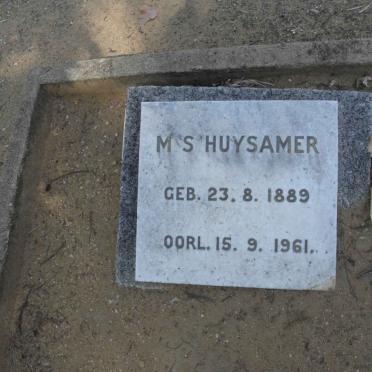 M S HUYSAMER
GEB. 23. 8. 1889
OORL. 15. 9. 1961.